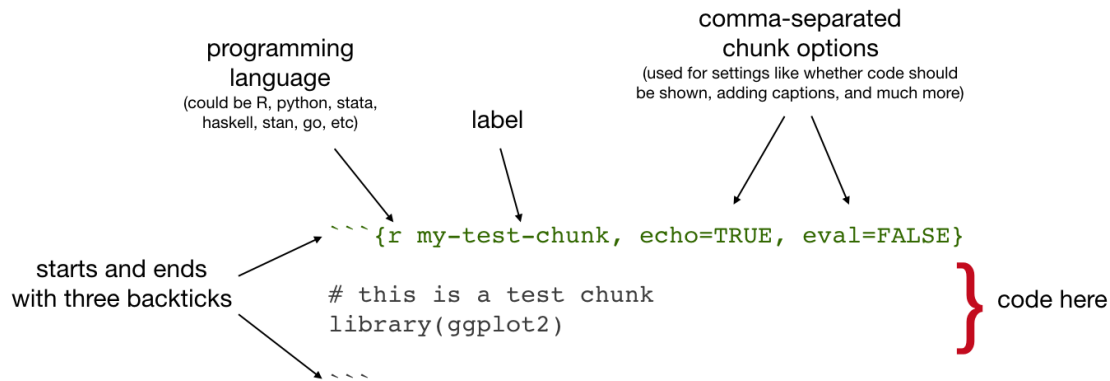 programming
language
(could be R, python, stata,
haskell, stan, go, etc)
label
comma-separated
chunk options
(used for settings like whether code should
be shown, adding captions, and much more)
```{r my-test-chunk, echo=TRUE, eval=FALSE}
starts and ends
with three backticks
# this is a test chunk
library(ggplot2)
} code here
```